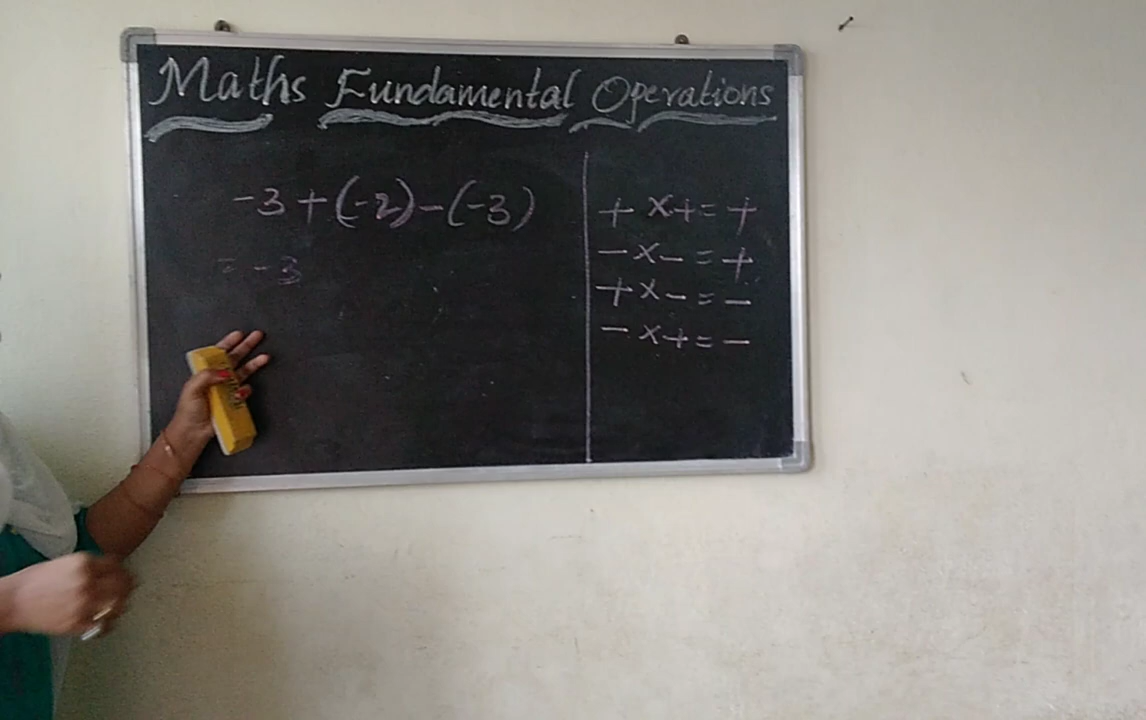 Maths Fundamental Operations
-3+(-2)-(-3)
= -3
+ x + = +
- x - = +
+ x - = -
- x + = -